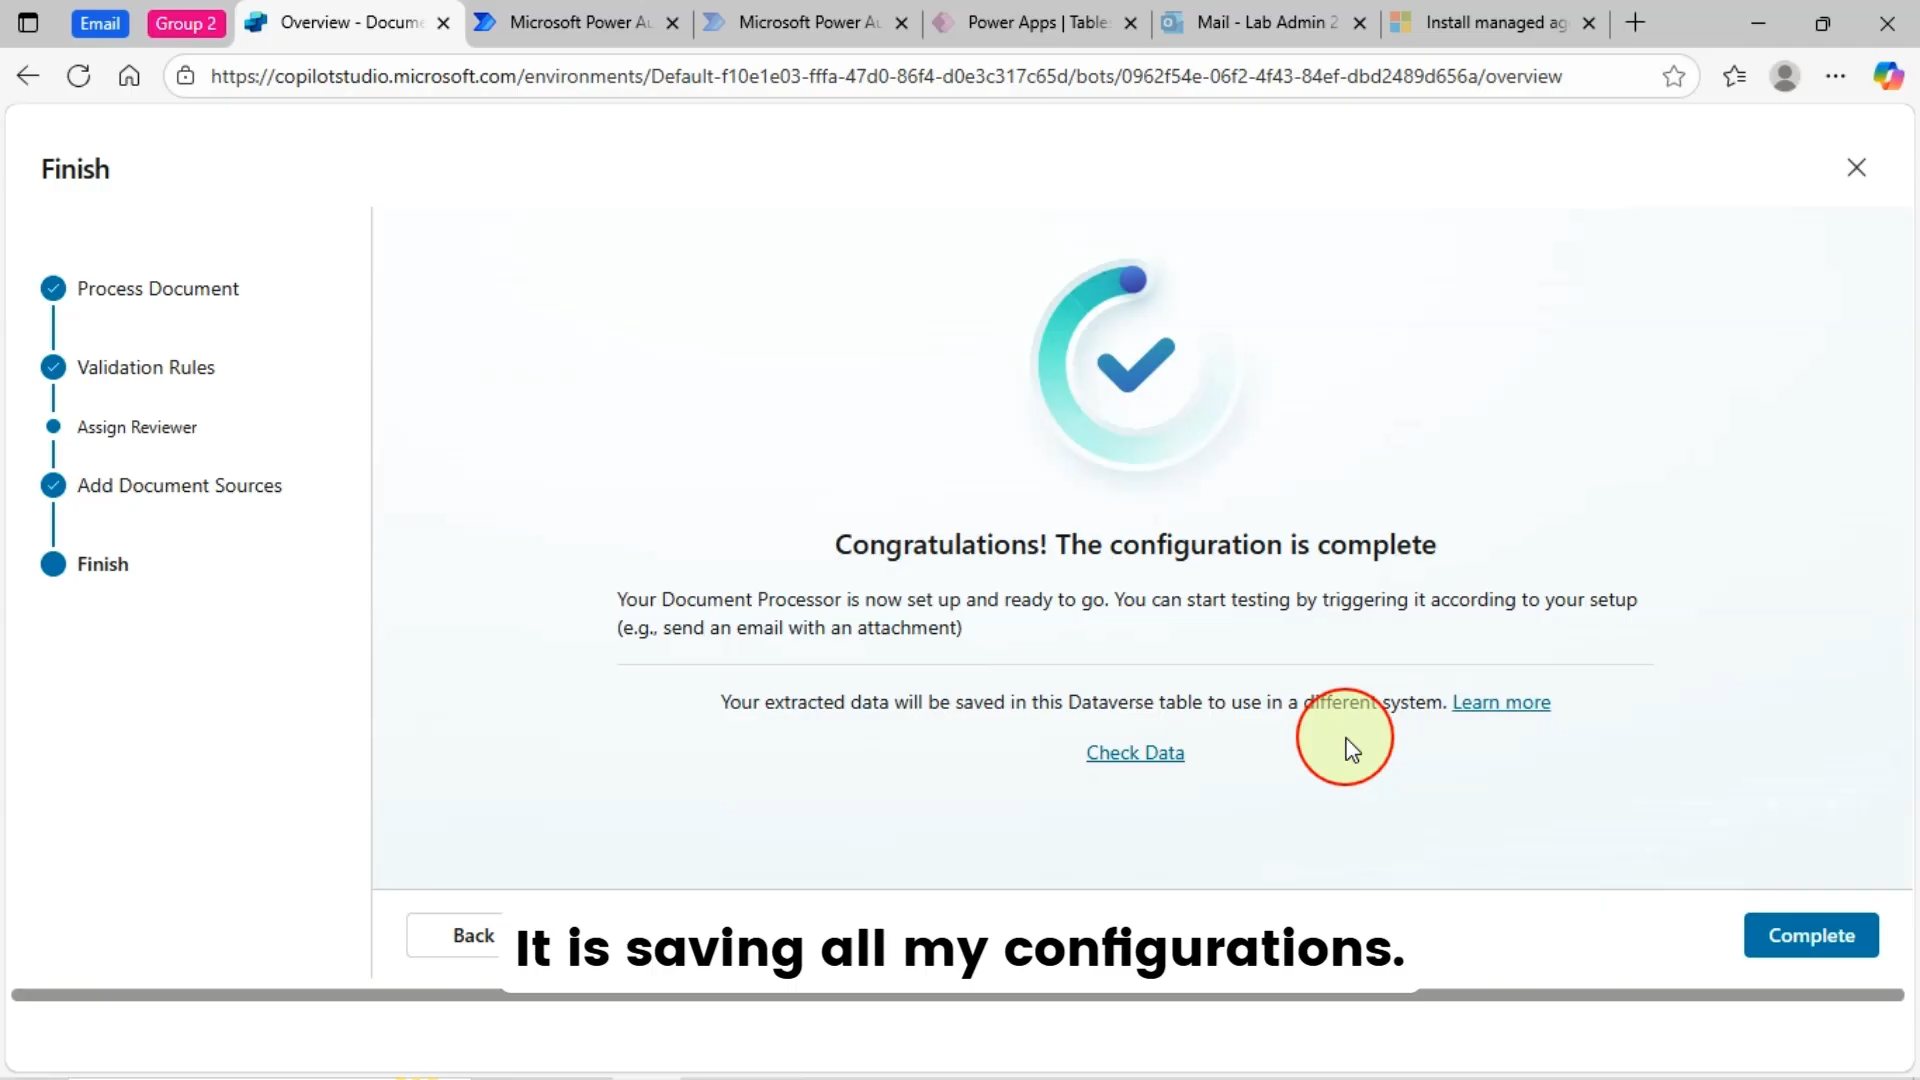 Email
Group 2
Overview - Docume
Microsoft Power Au
Microsoft Power Au
Power Apps | Table
Mail - Lab Admin 2
Install managed ag
https://copilotstudio.microsoft.com/environments/Default-f10e1e03-fffa-47d0-86f4-d0e3c317c65d/bots/0962f54e-06f2-4f43-84ef-dbd2489d656a/overview
Finish
Process Document
Validation Rules
Assign Reviewer
Add Document Sources
Finish
Congratulations! The configuration is complete
Your Document Processor is now set up and ready to go. You can start testing by triggering it according to your setup
(e.g., send an email with an attachment)
Your extracted data will be saved in this Dataverse table to use in a different system. Learn more
Check Data
Back
Complete
It is saving all my configurations.